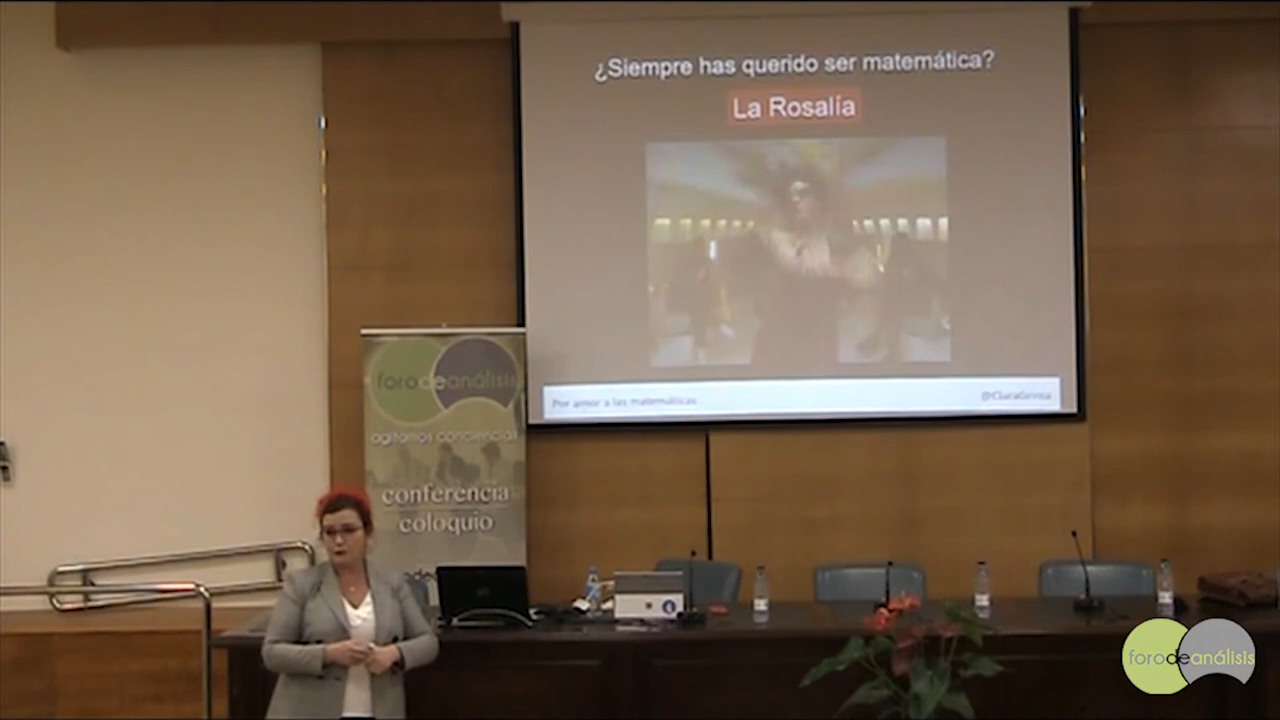 ¿Siempre has querido ser matemática?
La Rosalía
Por amor a las matemáticas
@ClaraGrima
forodeanálisis
agitamos conciencias
conferencia
coloquio
forodeanálisis